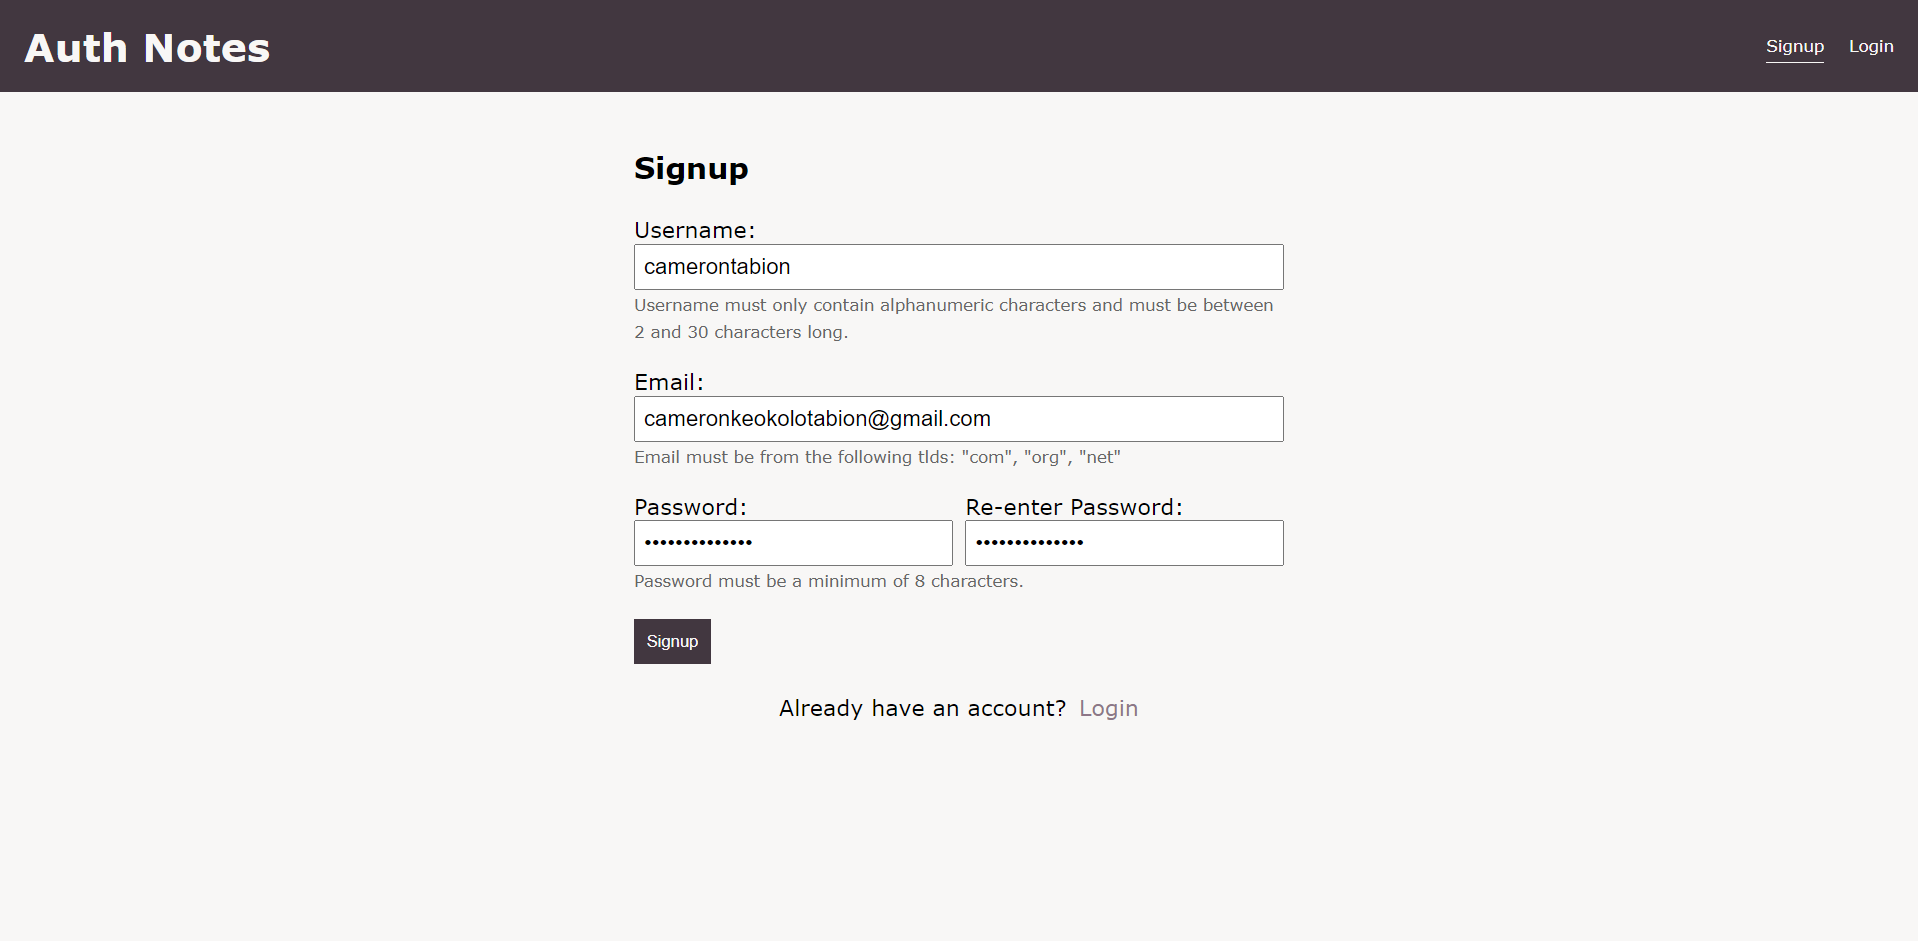 Auth Notes
Signup Login
Signup
Username:
camerontabion
Username must only contain alphanumeric characters and must be between
2 and 30 characters long.
Email:
cameronkeokolotabion@gmail.com
Email must be from the following tlds: "com", "org", "net"
Password: Re-enter Password:
•••••••••••••• ••••••••••••••
Password must be a minimum of 8 characters.
Signup
Already have an account? Login